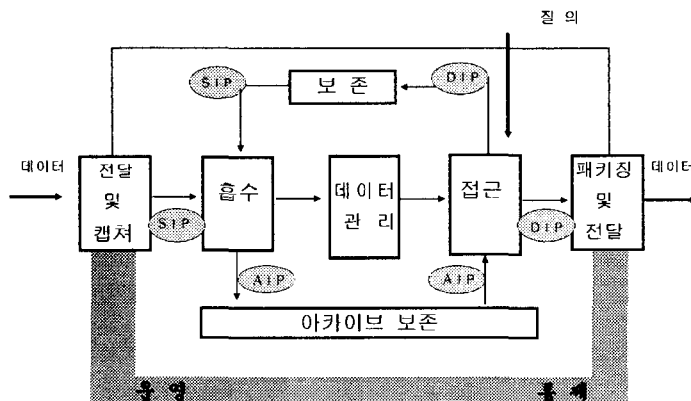 질 의
SIP
보 존
DIP
데이터
전달
및
캡쳐
SIP
흡수
데이터
관 리
접근
DIP
패키징
및
전달
데이터
AIP
AIP
아카이브 보존
운 영
통 제